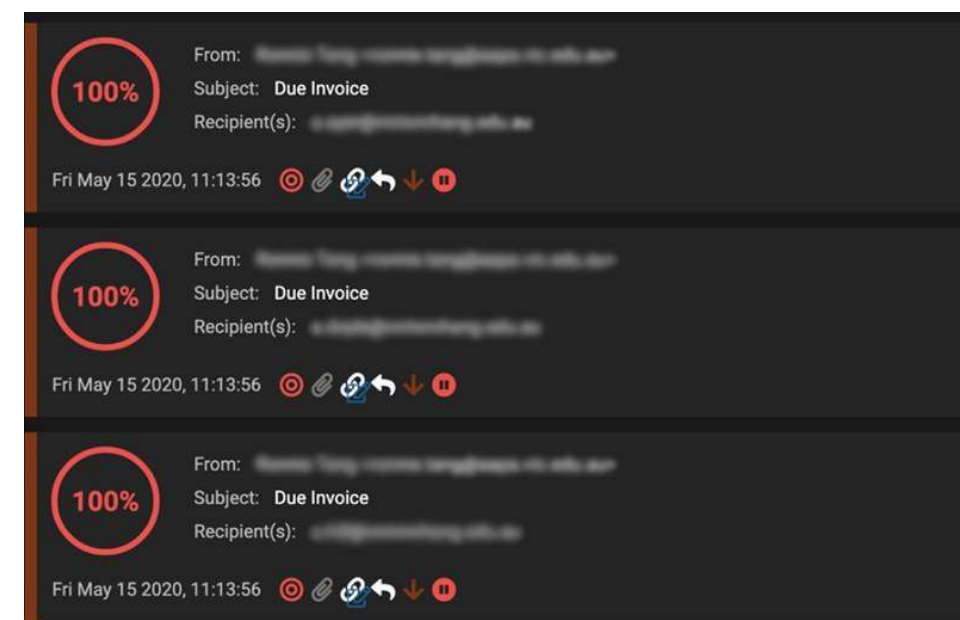 From:
100%
Subject: Due Invoice
Recipient(s):
Fri May 15 2020, 11:13:56
From:
100%
Subject: Due Invoice
Recipient(s):
Fri May 15 2020, 11:13:56
From:
100%
Subject: Due Invoice
Recipient(s):
Fri May 15 2020, 11:13:56